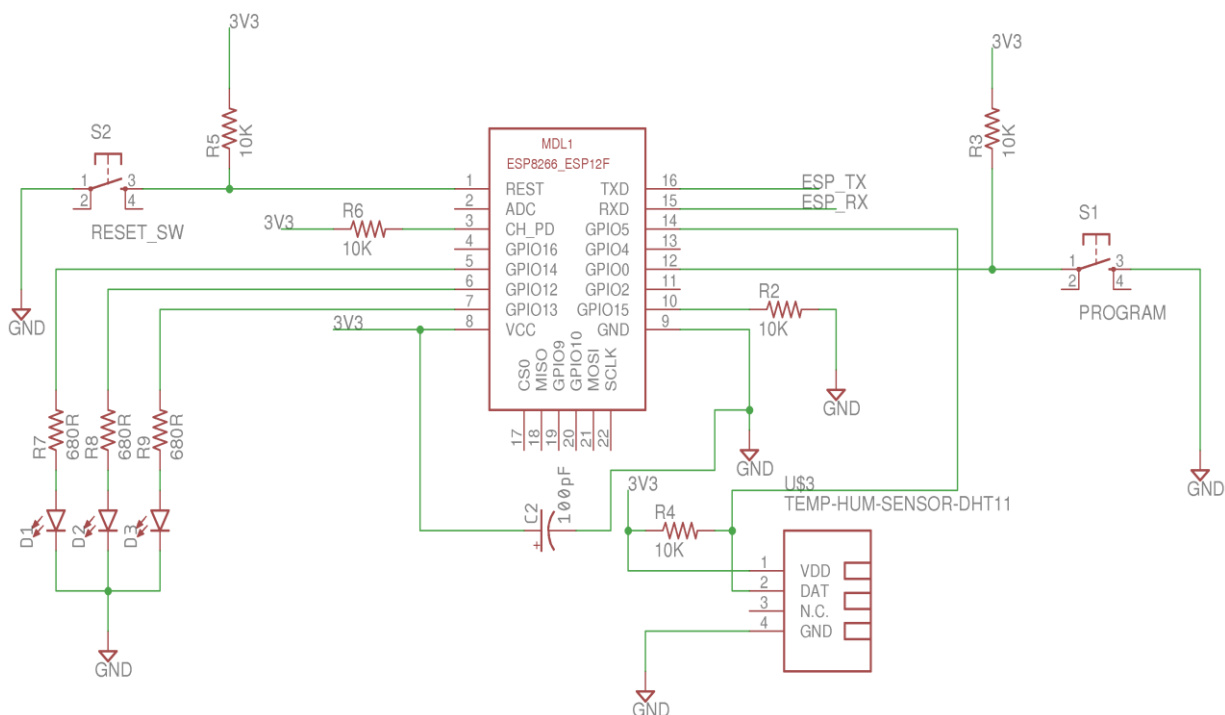 3V3
3V3
S2
R5
10K
MDL1
ESP8266_ESP12F
R3
10K
1
3
2
4
RESET_SW
1
REST
TXD
16
ESP_TX
2
ADC
RXD
15
ESP_RX
3V3
R6
10K
3
CH_PD
GPIO5
14
4
GPIO16
GPIO4
13
5
GPIO14
GPIO0
12
6
GPIO12
GPIO2
11
7
GPIO13
GPIO15
10
3V3
8
VCC
GND
9
S1
1
3
2
4
PROGRAM
R2
10K
GND
CS0
MISO
GPIO9
GPIO10
MOSI
SCLK
17
18
19
20
21
22
GND
R7
680R
R8
680R
R9
680R
GND
GND
C2
100pF
+
3V3
R4
10K
U$3
TEMP-HUM-SENSOR-DHT11
D1
D2
D3
1
VDD
2
DAT
3
N.C.
4
GND
GND
GND